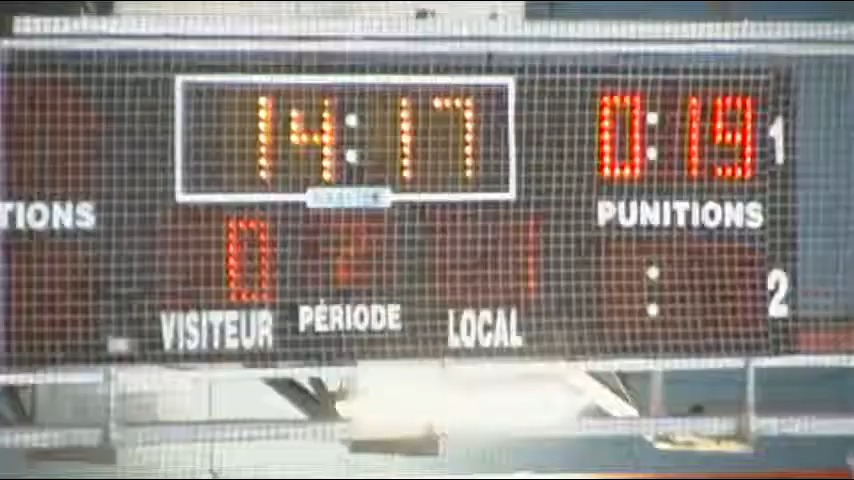 14:17
0:19 1
TIONS
PUNITIONS
0 2 1
: 2
VISITEUR PÉRIODE LOCAL